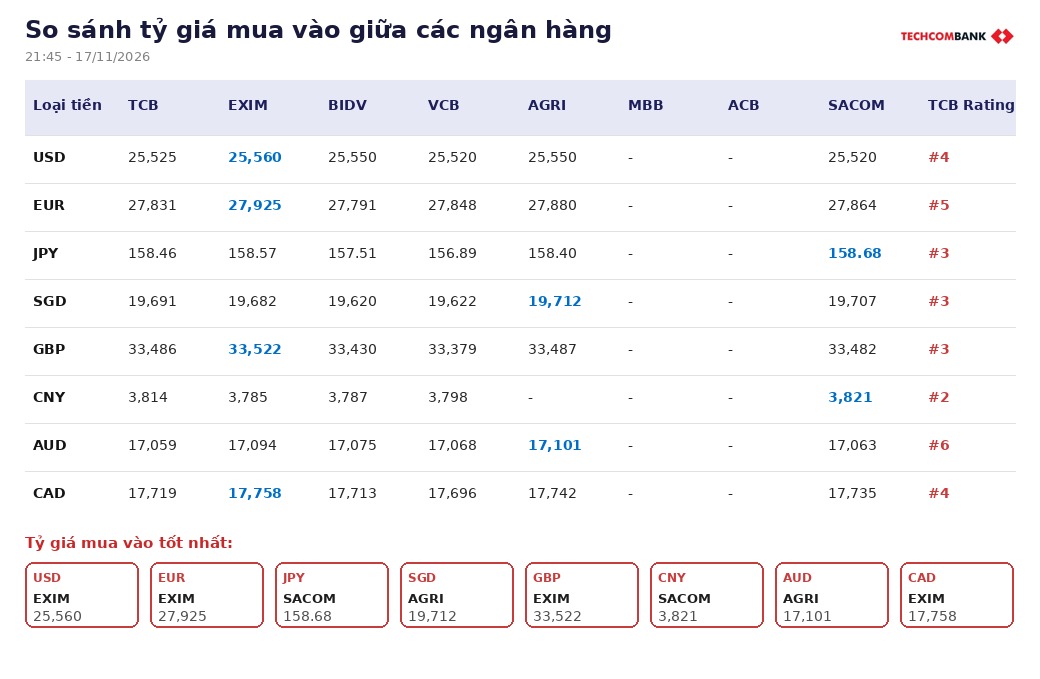 So sánh tỷ giá mua vào giữa các ngân hàng
TECHCOMBANK
21:45 - 17/11/2026
Loại tiền TCB EXIM BIDV VCB AGRI MBB ACB SACOM TCB Rating
USD 25,525 25,560 25,550 25,520 25,550 - - 25,520 #4
EUR 27,831 27,925 27,791 27,848 27,880 - - 27,864 #5
JPY 158.46 158.57 157.51 156.89 158.40 - - 158.68 #3
SGD 19,691 19,682 19,620 19,622 19,712 - - 19,707 #3
GBP 33,486 33,522 33,430 33,379 33,487 - - 33,482 #3
CNY 3,814 3,785 3,787 3,798 - - - 3,821 #2
AUD 17,059 17,094 17,075 17,068 17,101 - - 17,063 #6
CAD 17,719 17,758 17,713 17,696 17,742 - - 17,735 #4
Tỷ giá mua vào tốt nhất:
USD EUR JPY SGD GBP CNY AUD CAD
EXIM EXIM SACOM AGRI EXIM SACOM AGRI EXIM
25,560 27,925 158.68 19,712 33,522 3,821 17,101 17,758